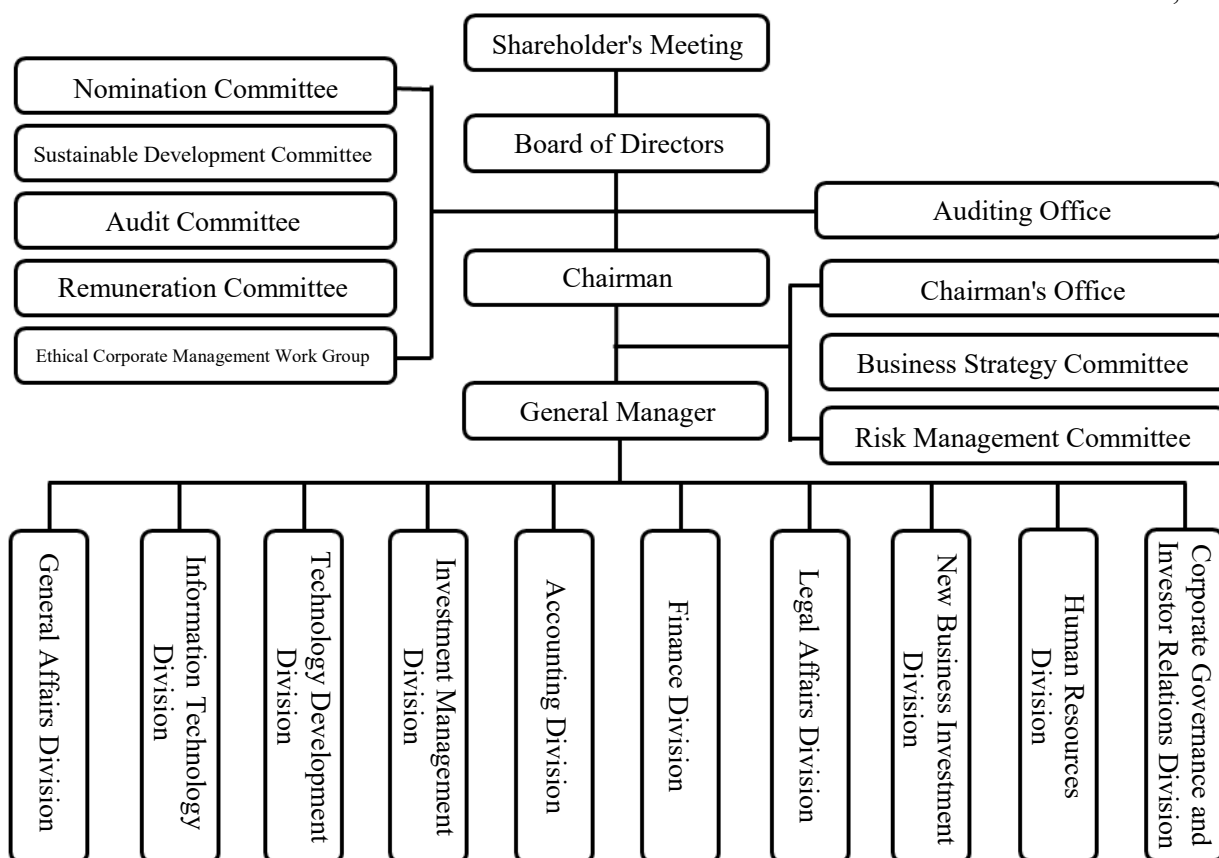 Shareholder's Meeting
Nomination Committee
Board of Directors
Sustainable Development Committee
Audit Committee
Auditing Office
Chairman
Remuneration Committee
Chairman's Office
Ethical Corporate Management Work Group
Business Strategy Committee
General Manager
Risk Management Committee
General Affairs Division
Information Technology
Division
Technology Development
Division
Investment Management
Division
Accounting Division
Finance Division
Legal Affairs Division
New Business Investment
Division
Human Resources
Division
Corporate Governance and
Investor Relations Division